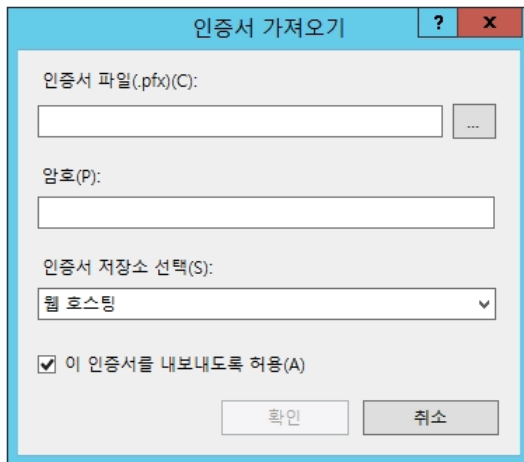 인증서 가져오기
? x
인증서 파일(.pfx)(C):
...
암호(P):
인증서 저장소 선택(S):
웹 호스팅
이 인증서를 내보내도록 허용(A)
확인 취소